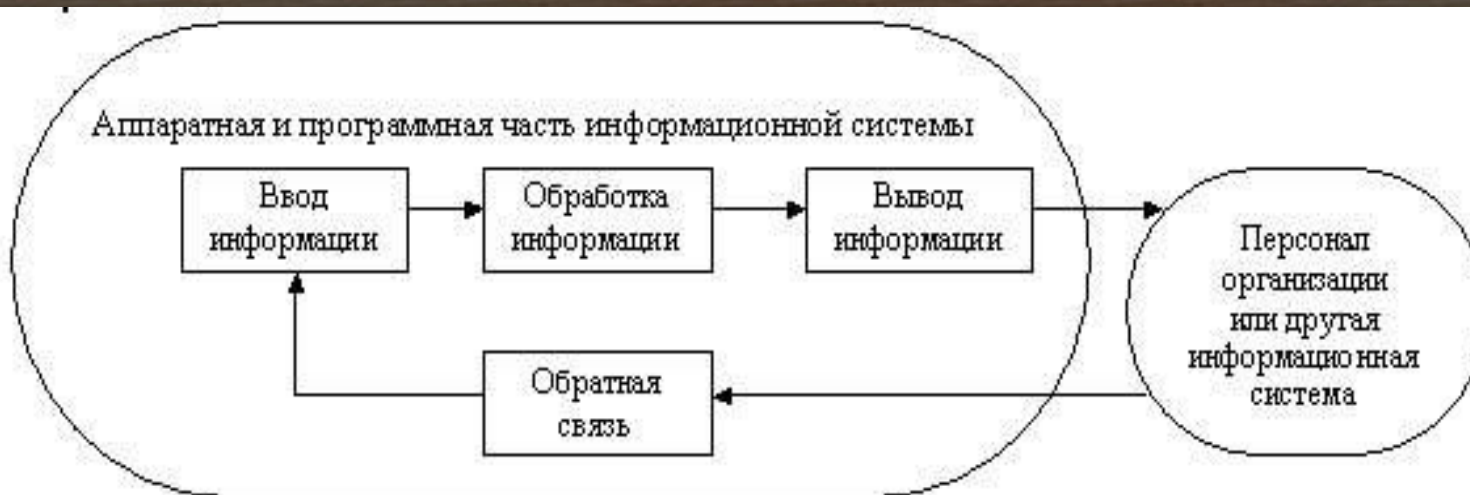 Аппаратная и программная часть информационной системы
Ввод
информации
Обработка
информации
Вывод
информации
Персонал
организации
или другая
информационная
система
Обратная
связь